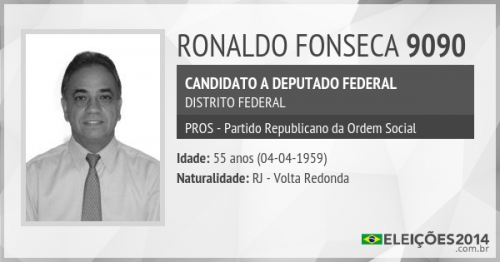 RONALDO FONSECA 9090
CANDIDATO A DEPUTADO FEDERAL
DISTRITO FEDERAL
PROS - Partido Republicano da Ordem Social
Idade: 55 anos (04-04-1959)
Naturalidade: RJ - Volta Redonda
ELEIÇÕES2014
.com.br